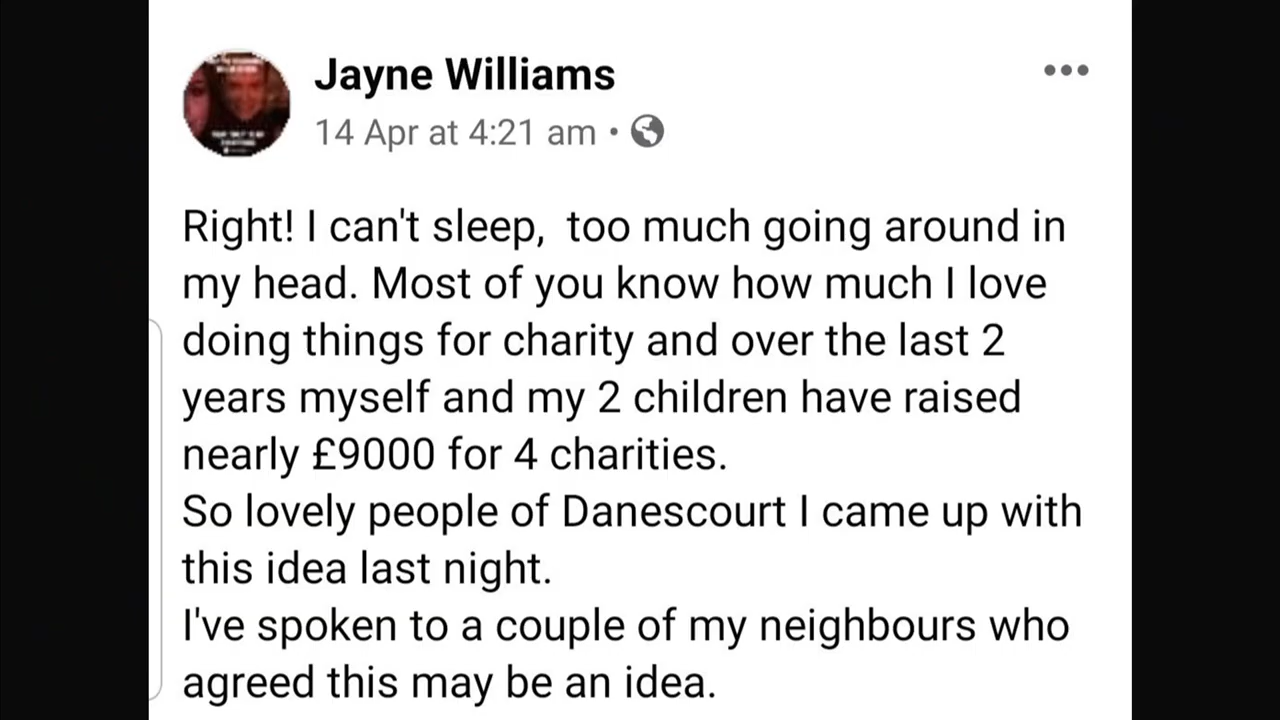 Jayne Williams
14 Apr at 4:21 am •
Right! I can't sleep,  too much going around in
my head. Most of you know how much I love
doing things for charity and over the last 2
years myself and my 2 children have raised
nearly £9000 for 4 charities.
So lovely people of Danescourt I came up with
this idea last night.
I've spoken to a couple of my neighbours who
agreed this may be an idea.